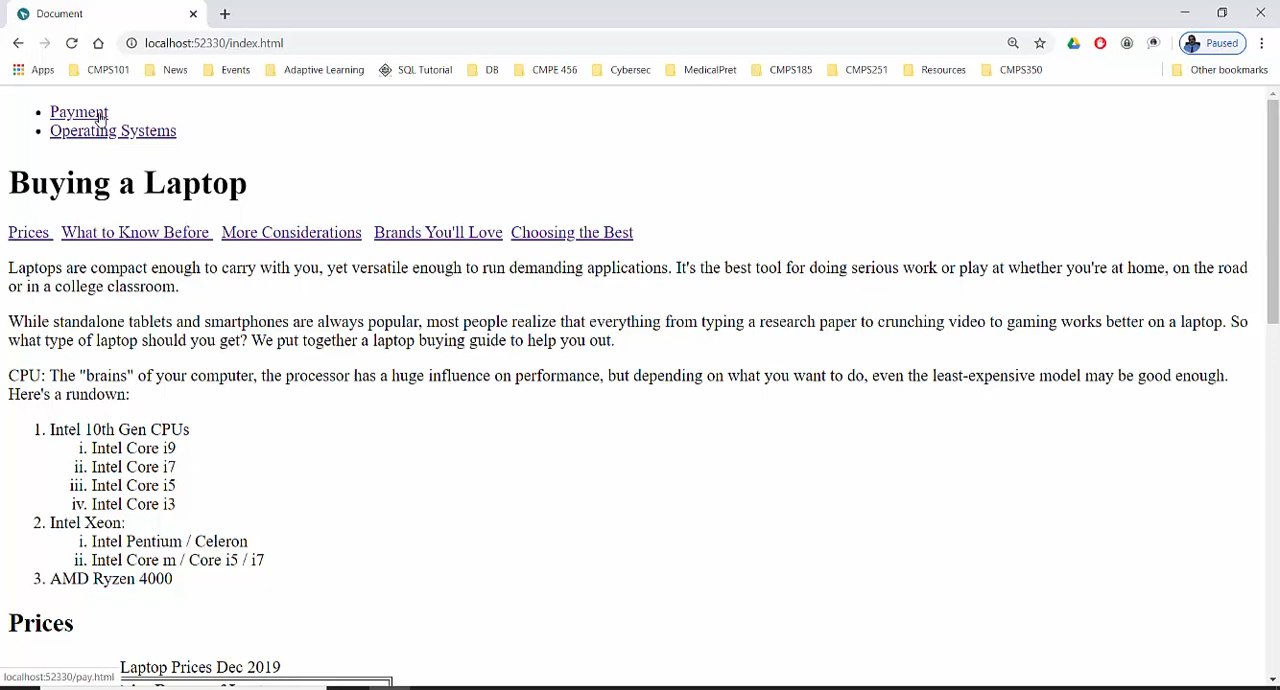 Document
localhost:52330/index.html
Paused
Apps CMPS101 News Events Adaptive Learning SQL Tutorial DB CMPE 456 Cybersec MedicalPret CMPS185 CMPS251 Resources CMPS350 Other bookmarks
• Payment
• Operating Systems
Buying a Laptop
Prices What to Know Before More Considerations Brands You'll Love Choosing the Best
Laptops are compact enough to carry with you, yet versatile enough to run demanding applications. It's the best tool for doing serious work or play at whether you're at home, on the road
or in a college classroom.
While standalone tablets and smartphones are always popular, most people realize that everything from typing a research paper to crunching video to gaming works better on a laptop. So
what type of laptop should you get? We put together a laptop buying guide to help you out.
CPU: The "brains" of your computer, the processor has a huge influence on performance, but depending on what you want to do, even the least-expensive model may be good enough.
Here's a rundown:
1. Intel 10th Gen CPUs
i. Intel Core i9
ii. Intel Core i7
iii. Intel Core i5
iv. Intel Core i3
2. Intel Xeon:
i. Intel Pentium / Celeron
ii. Intel Core m / Core i5 / i7
3. AMD Ryzen 4000
Prices
Laptop Prices Dec 2019
localhost:52330/pay.html